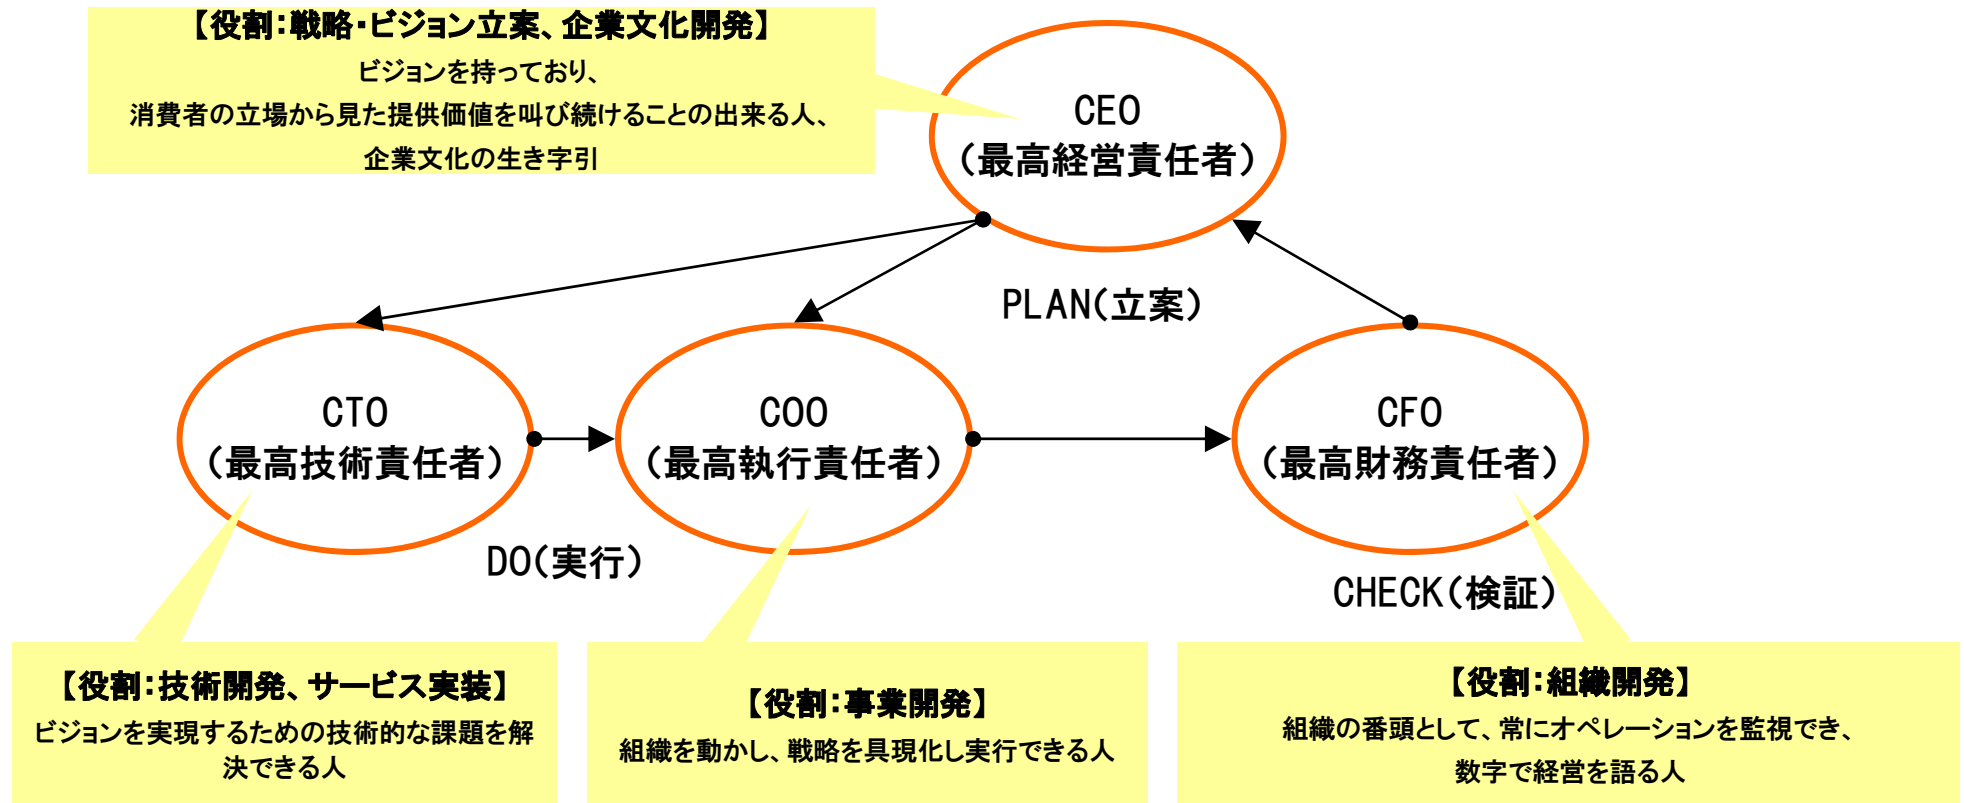 【役割：戦略・ビジョン立案、企業文化開発】
ビジョンを持っており、
消費者の立場から見た提供価値を叫び続けることの出来る人、
企業文化の生き字引
CEO
（最高経営責任者）
PLAN（立案）
CTO
（最高技術責任者）
COO
（最高執行責任者）
CFO
（最高財務責任者）
DO（実行）
CHECK（検証）
【役割：技術開発、サービス実装】
ビジョンを実現するための技術的な課題を解
決できる人
【役割：事業開発】
組織を動かし、戦略を具現化し実行できる人
【役割：組織開発】
組織の番頭として、常にオペレーションを監視でき、
数字で経営を語る人